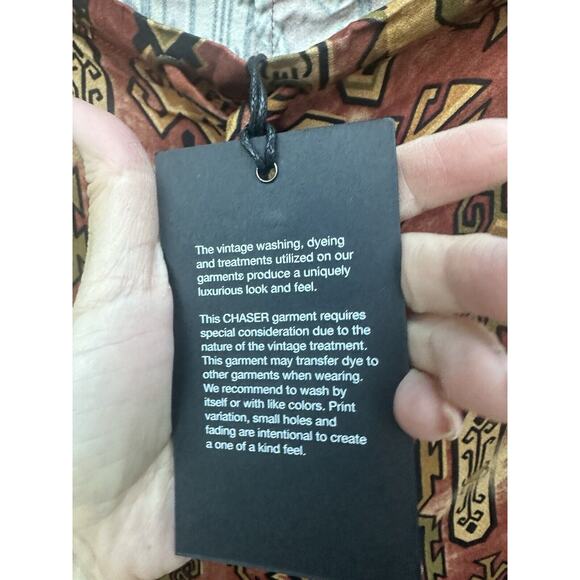 The vintage washing, dyeing
and treatments utilized on our
garments produce a uniquely
luxurious look and feel.
This CHASER garment requires
special consideration due to the
nature of the vintage treatment.
This garment may transfer dye to
other garments when wearing.
We recommend to wash by
itself or with like colors. Print
variation, small holes and
fading are intentional to create
a one of a kind feel.